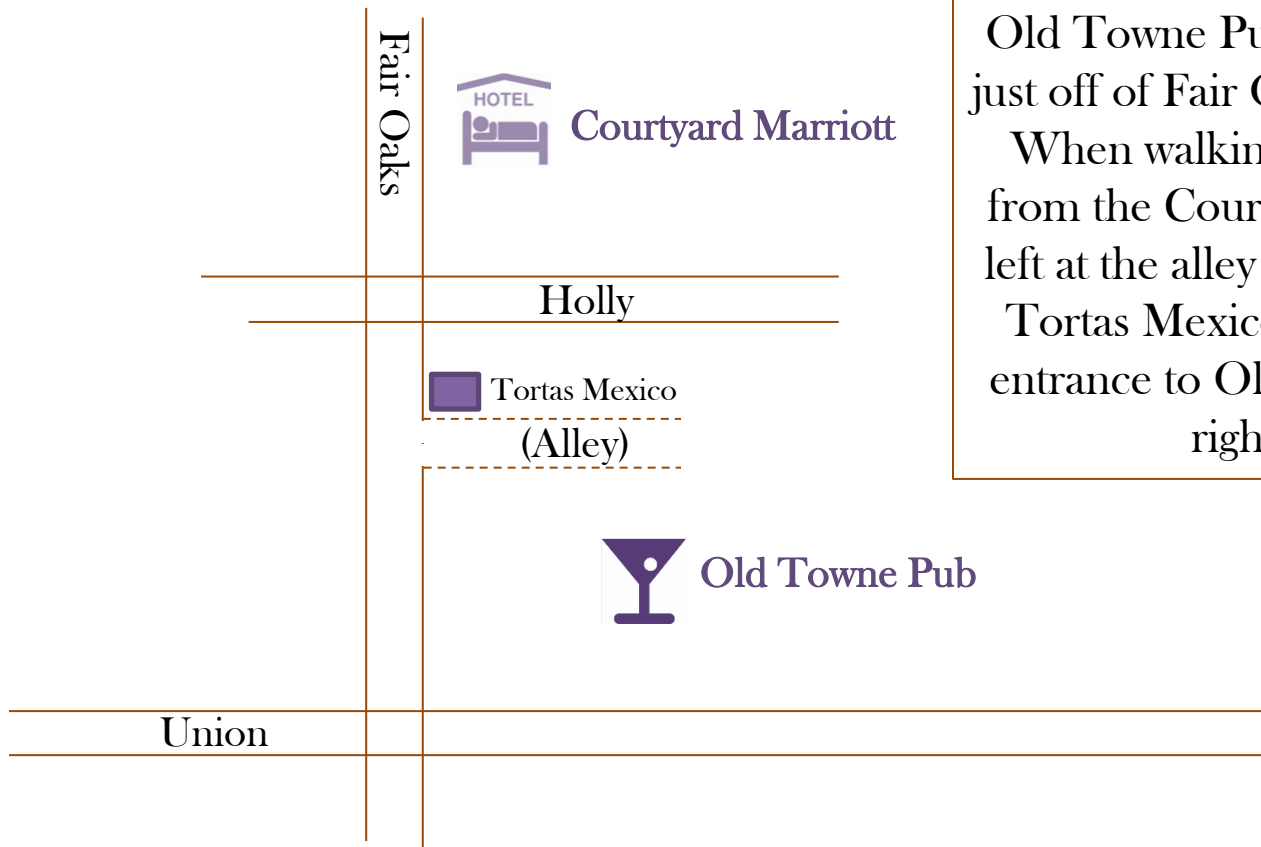 Fair Oaks
HOTEL
Courtyard Marriott
Holly
Tortas Mexico
(Alley)
Old Towne Pub
Union
Old Towne Pu
just off of Fair
When walkin
from the Cour
left at the alley
Tortas Mexic
entrance to Ol
righ